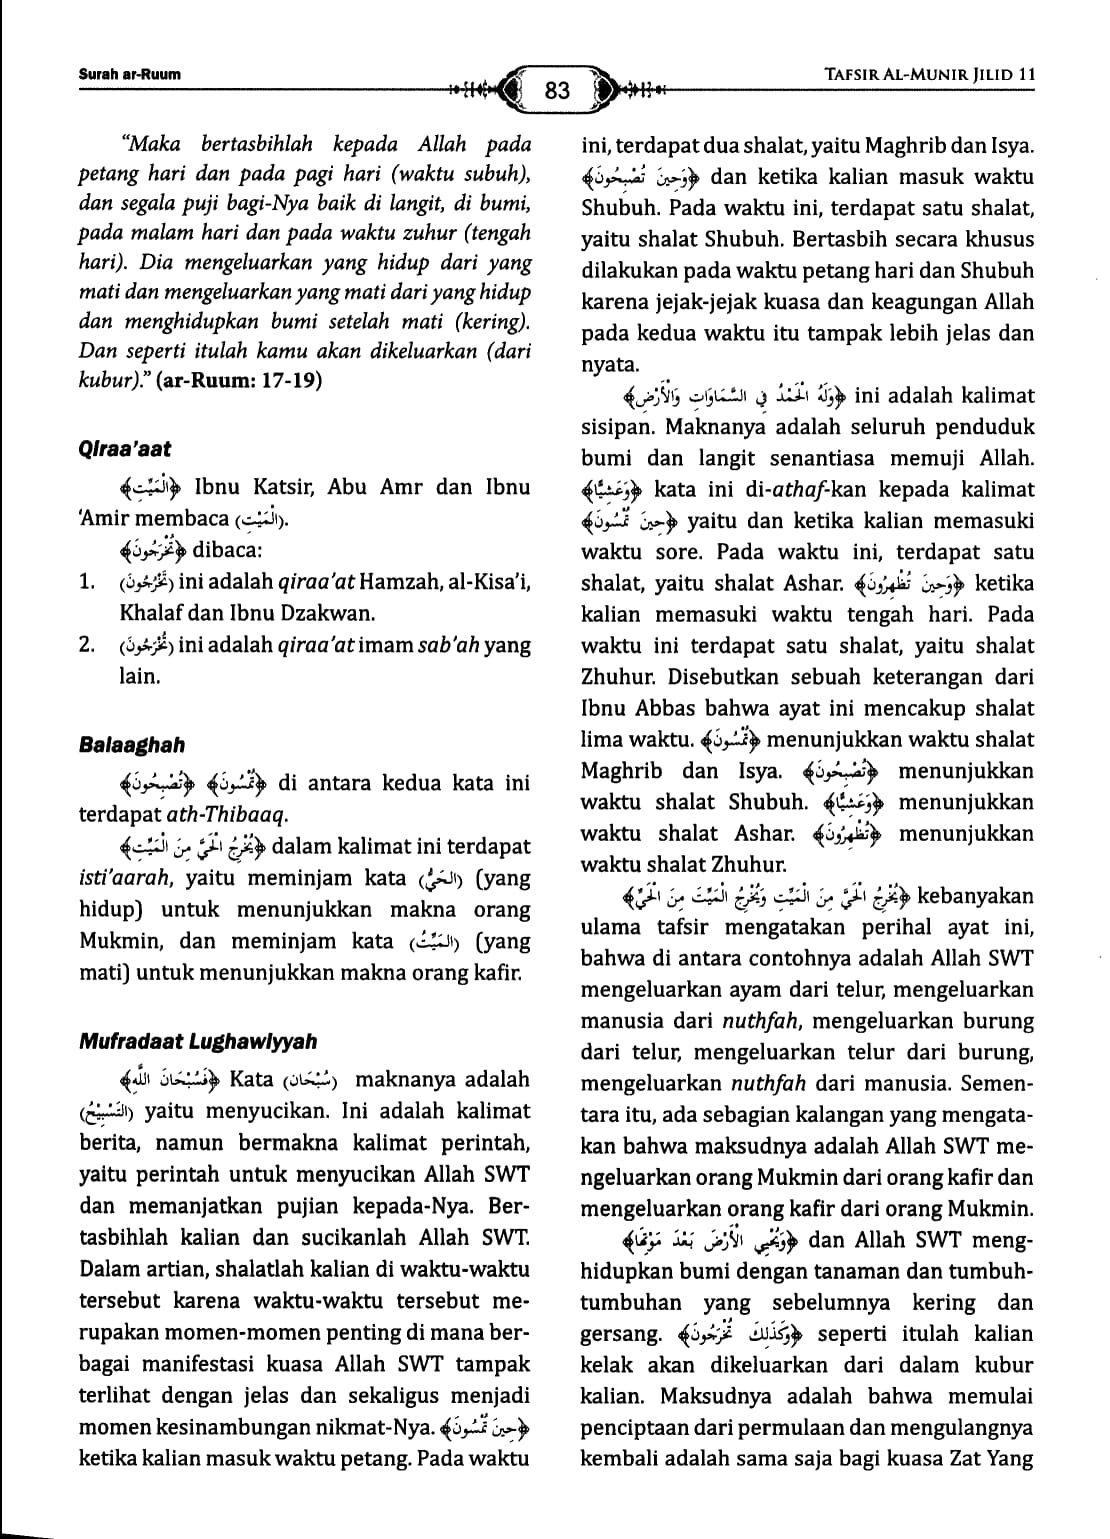 Surah ar-Ruum
83
TAFSIR AL-MUNIR JILID 11
“Maka bertasbihlah kepada Allah pada
petang hari dan pada pagi hari (waktu subuh),
dan segala puji bagi-Nya baik di langit, di bumi,
pada malam hari dan pada waktu zuhur (tengah
hari). Dia mengeluarkan yang hidup dari yang
mati dan mengeluarkan yang mati dari yang hidup
dan menghidupkan bumi setelah mati (kering).
Dan seperti itulah kamu akan dikeluarkan (dari
kubur).” (ar-Ruum: 17-19)
Qiraa’aat
﴿الْمَيِّتِ﴾ Ibnu Katsir, Abu Amr dan Ibnu
‘Amir membaca (الْمَيْتِ).
﴿تُخْرَجُونَ﴾ dibaca:
1. (تَخْرُجُونَ) ini adalah qiraa’at Hamzah, al-Kisa’i,
Khalaf dan Ibnu Dzakwan.
2. (تُخْرَجُونَ) ini adalah qiraa’at imam sab’ah yang
lain.
Balaaghah
﴿تُمْسُونَ﴾ ﴿تُصْبِحُونَ﴾ di antara kedua kata ini
terdapat ath-Thibaaq.
﴿يُخْرِجُ الْحَيَّ مِنَ الْمَيِّتِ﴾ dalam kalimat ini terdapat
isti’aarah, yaitu meminjam kata (الحَيُّ) (yang
hidup) untuk menunjukkan makna orang
Mukmin, dan meminjam kata (المَيِّتُ) (yang
mati) untuk menunjukkan makna orang kafir.
Mufradaat Lughawiyyah
﴿فَسُبْحَانَ اللَّهِ﴾ Kata (سُبْحَان) maknanya adalah
(التَّسْبِيْحُ) yaitu menyucikan. Ini adalah kalimat
berita, namun bermakna kalimat perintah,
yaitu perintah untuk menyucikan Allah SWT
dan memanjatkan pujian kepada-Nya. Ber-
tasbihlah kalian dan sucikanlah Allah SWT.
Dalam artian, shalatlah kalian di waktu-waktu
tersebut karena waktu-waktu tersebut me-
rupakan momen-momen penting di mana ber-
bagai manifestasi kuasa Allah SWT tampak
terlihat dengan jelas dan sekaligus menjadi
momen kesinambungan nikmat-Nya. ﴿حِينَ تُمْسُونَ﴾
ketika kalian masuk waktu petang. Pada waktu
ini, terdapat dua shalat, yaitu Maghrib dan Isya.
﴿وَحِينَ تُصْبِحُونَ﴾ dan ketika kalian masuk waktu
Shubuh. Pada waktu ini, terdapat satu shalat,
yaitu shalat Shubuh. Bertasbih secara khusus
dilakukan pada waktu petang hari dan Shubuh
karena jejak-jejak kuasa dan keagungan Allah
pada kedua waktu itu tampak lebih jelas dan
nyata.
﴿وَلَهُ الْحَمْدُ فِي السَّمَاوَاتِ وَالْأَرْضِ﴾ ini adalah kalimat
sisipan. Maknanya adalah seluruh penduduk
bumi dan langit senantiasa memuji Allah.
﴿وَعَشِيًّا﴾ kata ini di-athaf-kan kepada kalimat
﴿حِينَ تُمْسُونَ﴾ yaitu dan ketika kalian memasuki
waktu sore. Pada waktu ini, terdapat satu
shalat, yaitu shalat Ashar. ﴿وَحِينَ تُظْهِرُونَ﴾ ketika
kalian memasuki waktu tengah hari. Pada
waktu ini terdapat satu shalat, yaitu shalat
Zhuhur. Disebutkan sebuah keterangan dari
Ibnu Abbas bahwa ayat ini mencakup shalat
lima waktu. ﴿تُمْسُونَ﴾ menunjukkan waktu shalat
Maghrib dan Isya. ﴿تُصْبِحُونَ﴾ menunjukkan
waktu shalat Shubuh. ﴿وَعَشِيًّا﴾ menunjukkan
waktu shalat Ashar. ﴿تُظْهِرُونَ﴾ menunjukkan
waktu shalat Zhuhur.
﴿يُخْرِجُ الْحَيَّ مِنَ الْمَيِّتِ وَيُخْرِجُ الْمَيِّتَ مِنَ الْحَيِّ﴾ kebanyakan
ulama tafsir mengatakan perihal ayat ini,
bahwa di antara contohnya adalah Allah SWT
mengeluarkan ayam dari telur, mengeluarkan
manusia dari nuthfah, mengeluarkan burung
dari telur, mengeluarkan telur dari burung,
mengeluarkan nuthfah dari manusia. Semen-
tara itu, ada sebagian kalangan yang mengata-
kan bahwa maksudnya adalah Allah SWT me-
ngeluarkan orang Mukmin dari orang kafir dan
mengeluarkan orang kafir dari orang Mukmin.
﴿وَيُحْيِي الْأَرْضَ بَعْدَ مَوْتِهَا﴾ dan Allah SWT meng-
hidupkan bumi dengan tanaman dan tumbuh-
tumbuhan yang sebelumnya kering dan
gersang. ﴿وَكَذَٰلِكَ تُخْرَجُونَ﴾ seperti itulah kalian
kelak akan dikeluarkan dari dalam kubur
kalian. Maksudnya adalah bahwa memulai
penciptaan dari permulaan dan mengulangnya
kembali adalah sama saja bagi kuasa Zat Yang